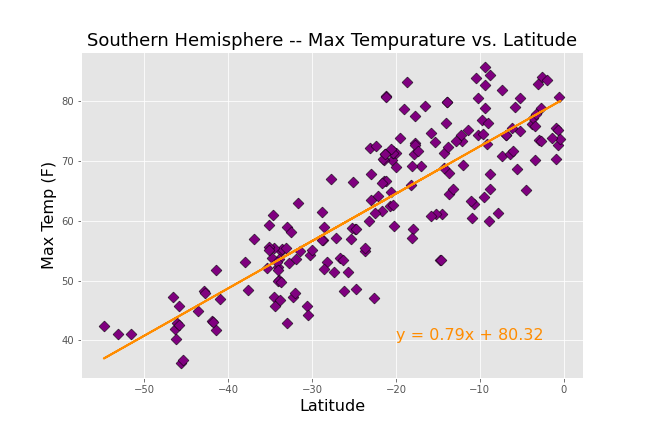 Southern Hemisphere -- Max Tempurature vs. Latitude
Max Temp (F)
80
70
60
50
40
y = 0.79x + 80.32
−50
−40
−30
−20
−10
0
Latitude